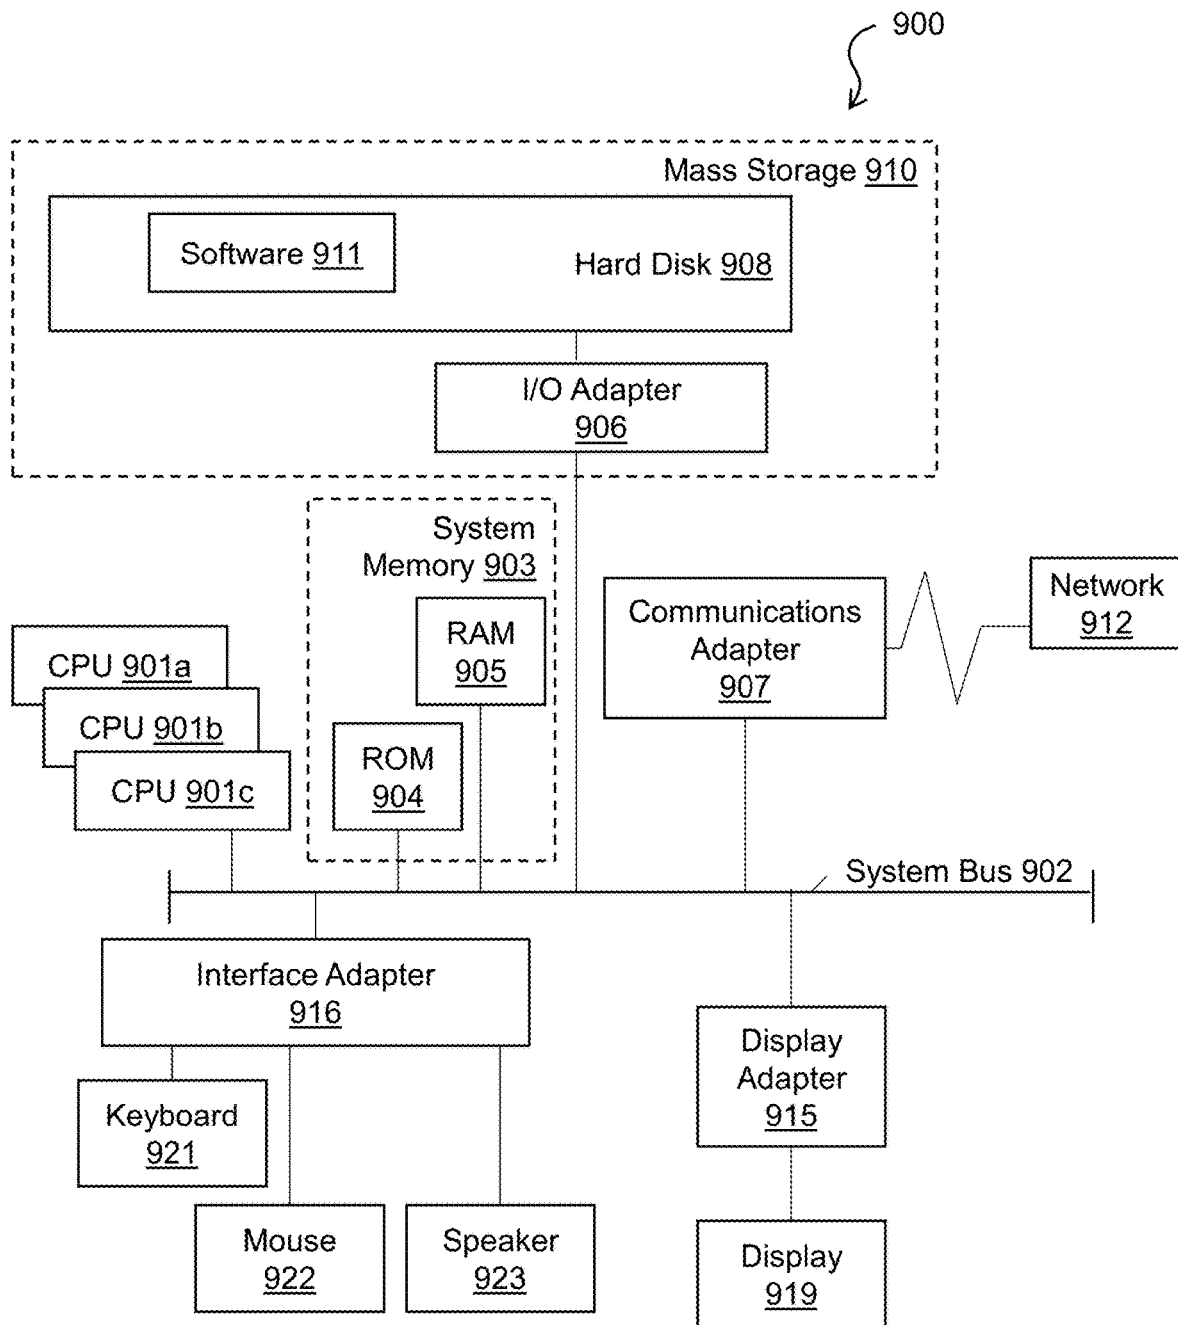 900
Mass Storage 910
Software 911
Hard Disk 908
I/O Adapter
906
System
Memory 903
RAM
905
ROM
904
Communications
Adapter
907
Network
912
CPU 901a
CPU 901b
CPU 901c
System Bus 902
Interface Adapter
916
Keyboard
921
Mouse
922
Speaker
923
Display
Adapter
915
Display
919